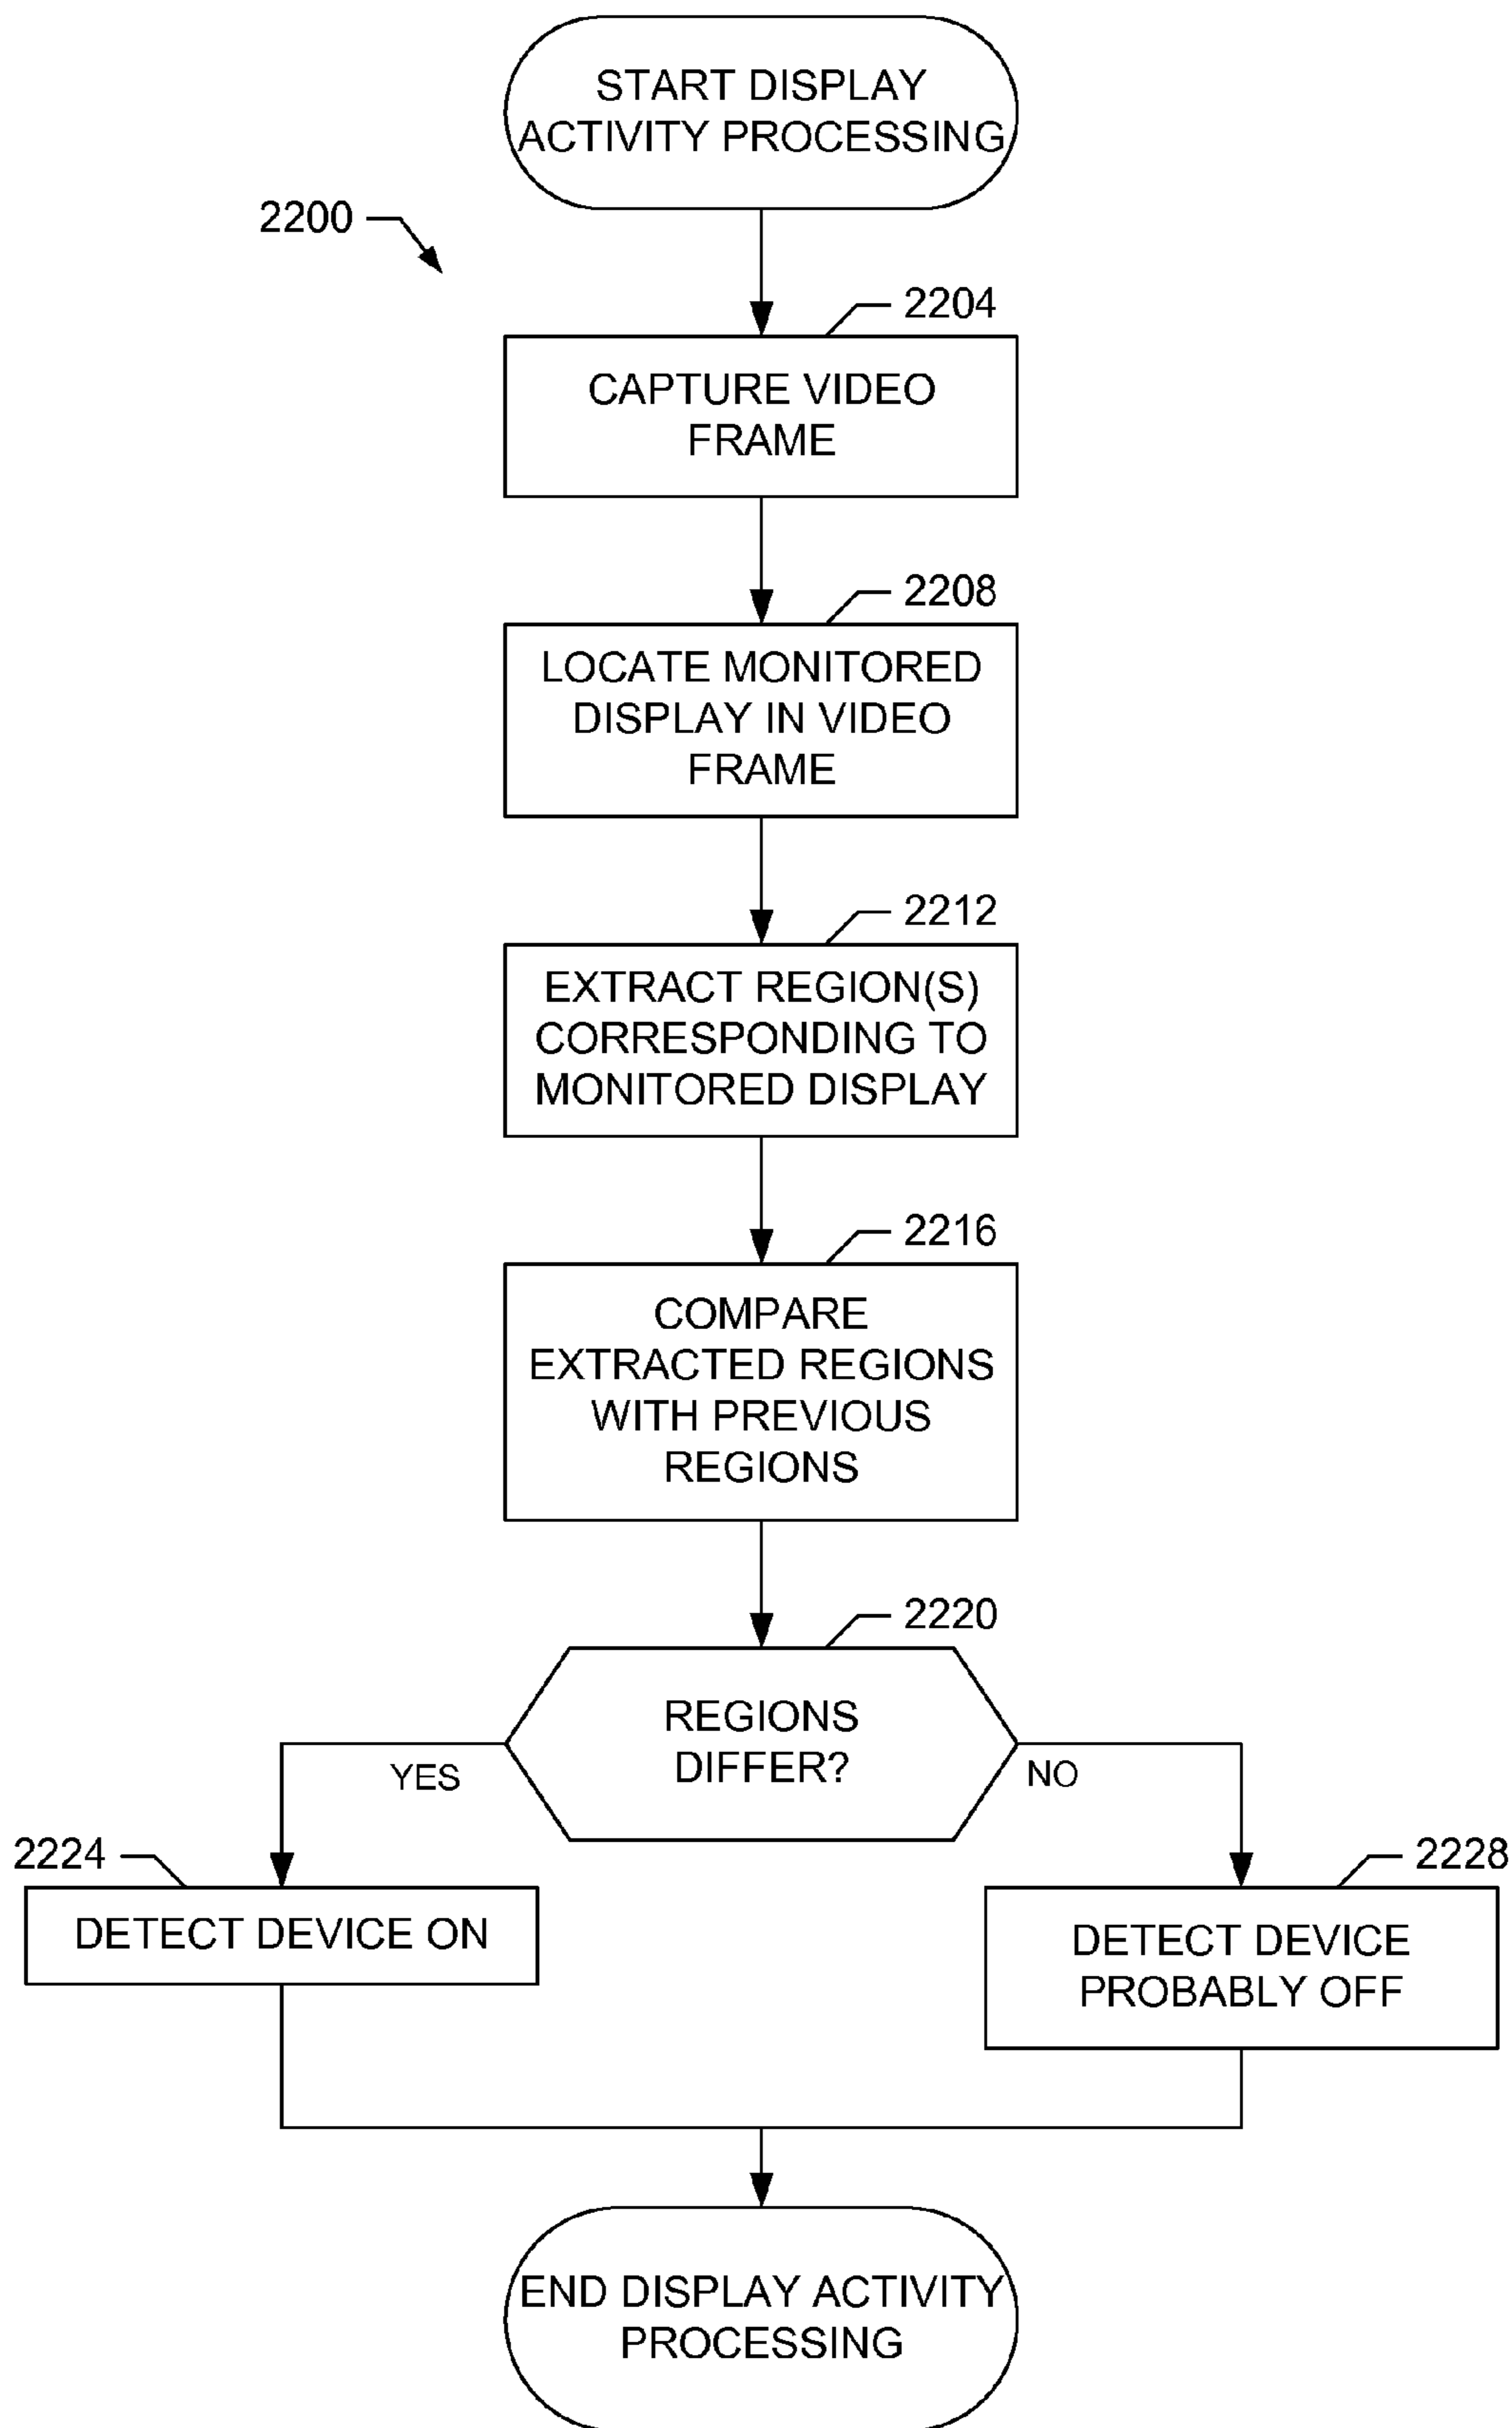 START DISPLAY
ACTIVITY PROCESSING
2200
2204
CAPTURE VIDEO
FRAME
2208
LOCATE MONITORED
DISPLAY IN VIDEO
FRAME
2212
EXTRACT REGION(S)
CORRESPONDING TO
MONITORED DISPLAY
2216
COMPARE
EXTRACTED REGIONS
WITH PREVIOUS
REGIONS
2220
REGIONS
DIFFER?
YES
NO
2224
DETECT DEVICE ON
2228
DETECT DEVICE
PROBABLY OFF
END DISPLAY ACTIVITY
PROCESSING